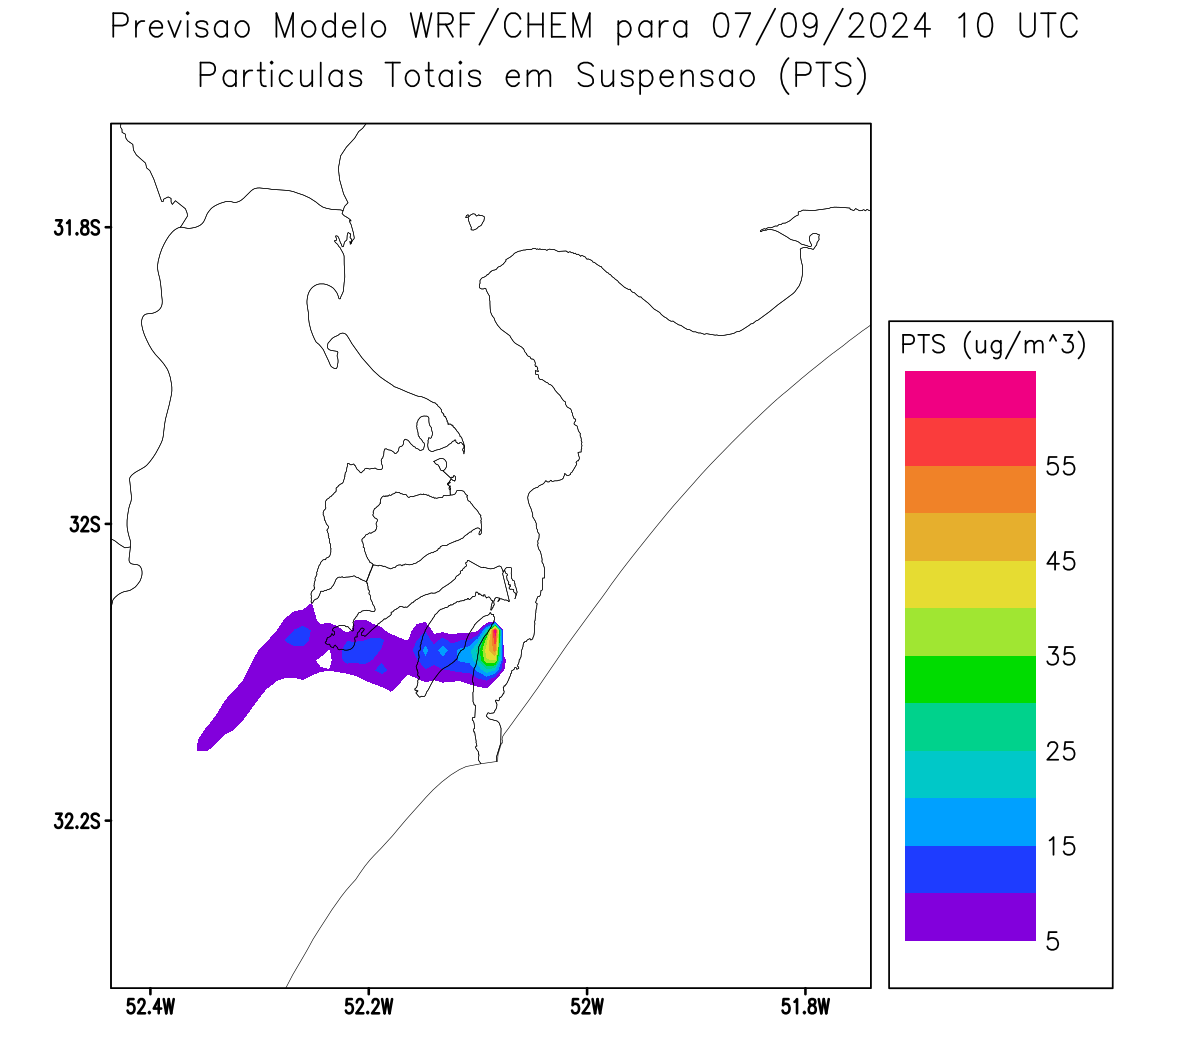 Previsao Modelo WRF/CHEM para 07/09/2024 10 UTC
Particulas Totais em Suspensao (PTS)
31.8S
32S
32.2S
52.4W
52.2W
52W
51.8W
PTS (ug/m^3)
55
45
35
25
15
5